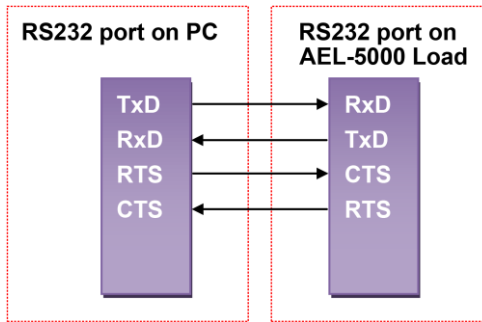 RS232 port on PC
TxD
RxD
RTS
CTS
RS232 port on
AEL-5000 Load
RxD
TxD
CTS
RTS